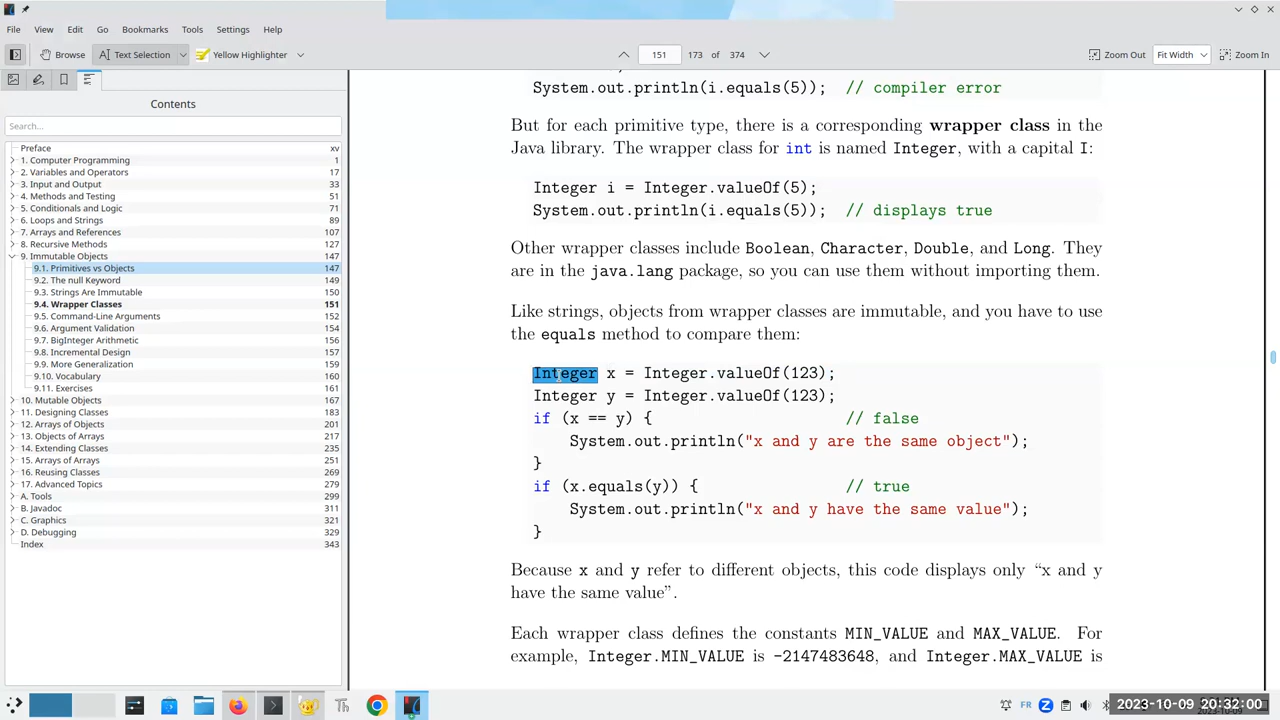 File View Edit Go Bookmarks Tools Settings Help
Browse Text Selection Yellow Highlighter 151 173 of 374 Zoom Out Fit Width Zoom In
Contents
Search...
Preface xv
1. Computer Programming 1
2. Variables and Operators 17
3. Input and Output 33
4. Methods and Testing 51
5. Conditionals and Logic 71
6. Loops and Strings 89
7. Arrays and References 107
8. Recursive Methods 127
9. Immutable Objects 147
9.1. Primitives vs Objects 147
9.2. The null Keyword 149
9.3. Strings Are Immutable 150
9.4. Wrapper Classes 151
9.5. Command-Line Arguments 152
9.6. Argument Validation 154
9.7. BigInteger Arithmetic 156
9.8. Incremental Design 157
9.9. More Generalization 159
9.10. Vocabulary 160
9.11. Exercises 161
10. Mutable Objects 167
11. Designing Classes 183
12. Arrays of Objects 201
13. Objects of Arrays 217
14. Extending Classes 235
15. Arrays of Arrays 251
16. Reusing Classes 269
17. Advanced Topics 279
A. Tools 299
B. Javadoc 311
C. Graphics 321
D. Debugging 329
Index 343
System.out.println(i.equals(5)); // compiler error
But for each primitive type, there is a corresponding wrapper class in the
Java library. The wrapper class for int is named Integer, with a capital I:
Integer i = Integer.valueOf(5);
System.out.println(i.equals(5)); // displays true
Other wrapper classes include Boolean, Character, Double, and Long. They
are in the java.lang package, so you can use them without importing them.
Like strings, objects from wrapper classes are immutable, and you have to use
the equals method to compare them:
Integer x = Integer.valueOf(123);
Integer y = Integer.valueOf(123);
if (x == y) { // false
System.out.println("x and y are the same object");
}
if (x.equals(y)) { // true
System.out.println("x and y have the same value");
}
Because x and y refer to different objects, this code displays only “x and y
have the same value”.
Each wrapper class defines the constants MIN_VALUE and MAX_VALUE. For
example, Integer.MIN_VALUE is -2147483648, and Integer.MAX_VALUE is
Th FR 2023-10-09 20:32:00